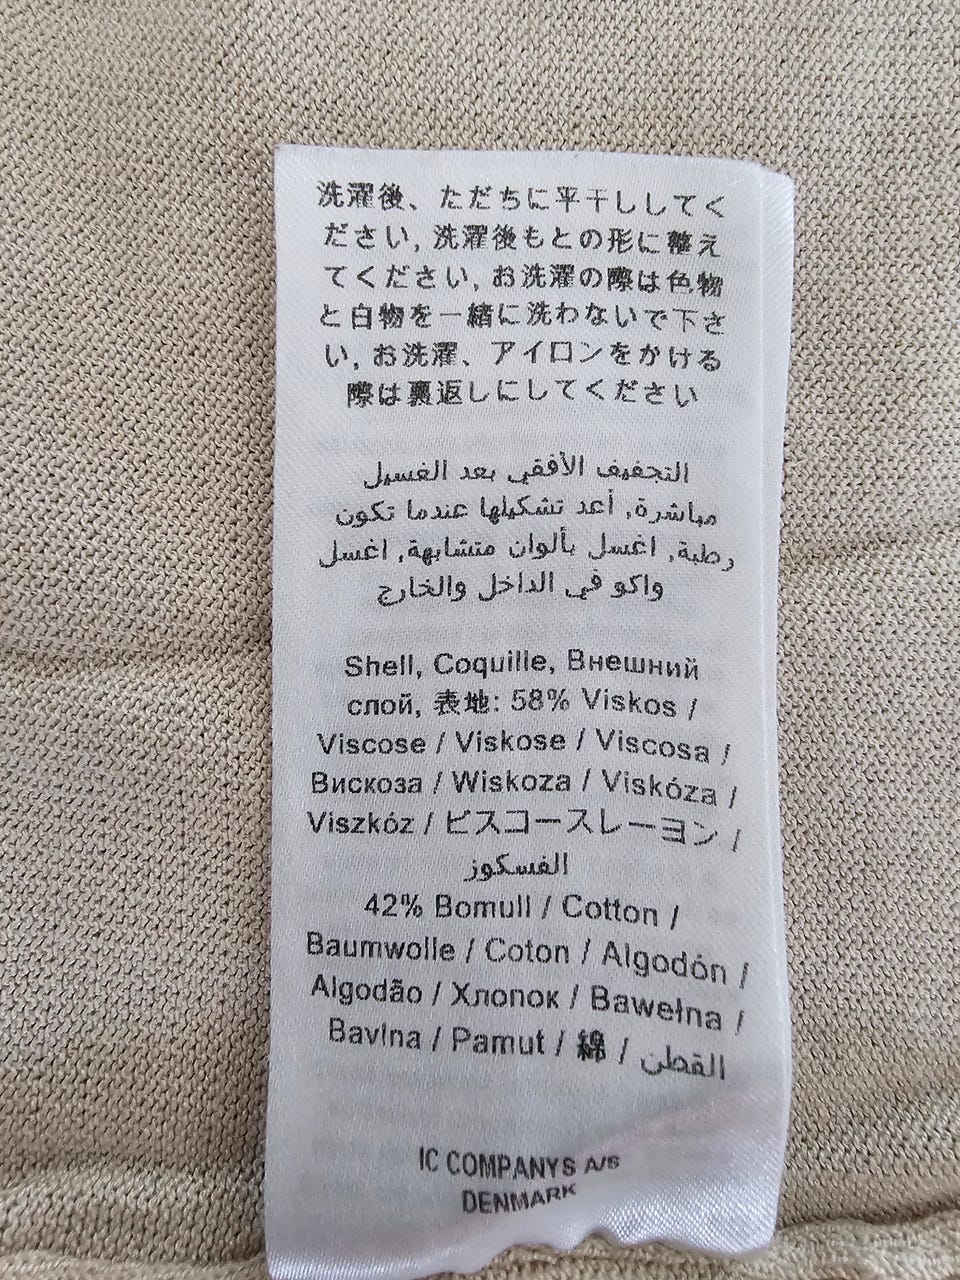 洗濯後、ただちに平干ししてく
ださい, 洗濯後もとの形に整え
てください, お洗濯の際は色物
と白物を一緒に洗わないで下さ
い, お洗濯、アイロンをかける
際は裏返しにしてください
التجفيف الأفقي بعد الغسيل
مباشرة, أعد تشكيلها عندما تكون
رطبة, اغسل بألوان متشابهة, اغسل
واكو في الداخل والخارج
Shell, Coquille, Внешний
слой, 表地: 58% Viskos /
Viscose / Viskose / Viscosa /
Вискоза / Wiskoza / Viskóza /
Viszkóz / ビスコースレーヨン /
الفسكوز
42% Bomull / Cotton /
Baumwolle / Coton / Algodón /
Algodão / Хлопок / Bawełna /
Bavlna / Pamut / 綿 / القطن
IC COMPANYS A/S
DENMARK